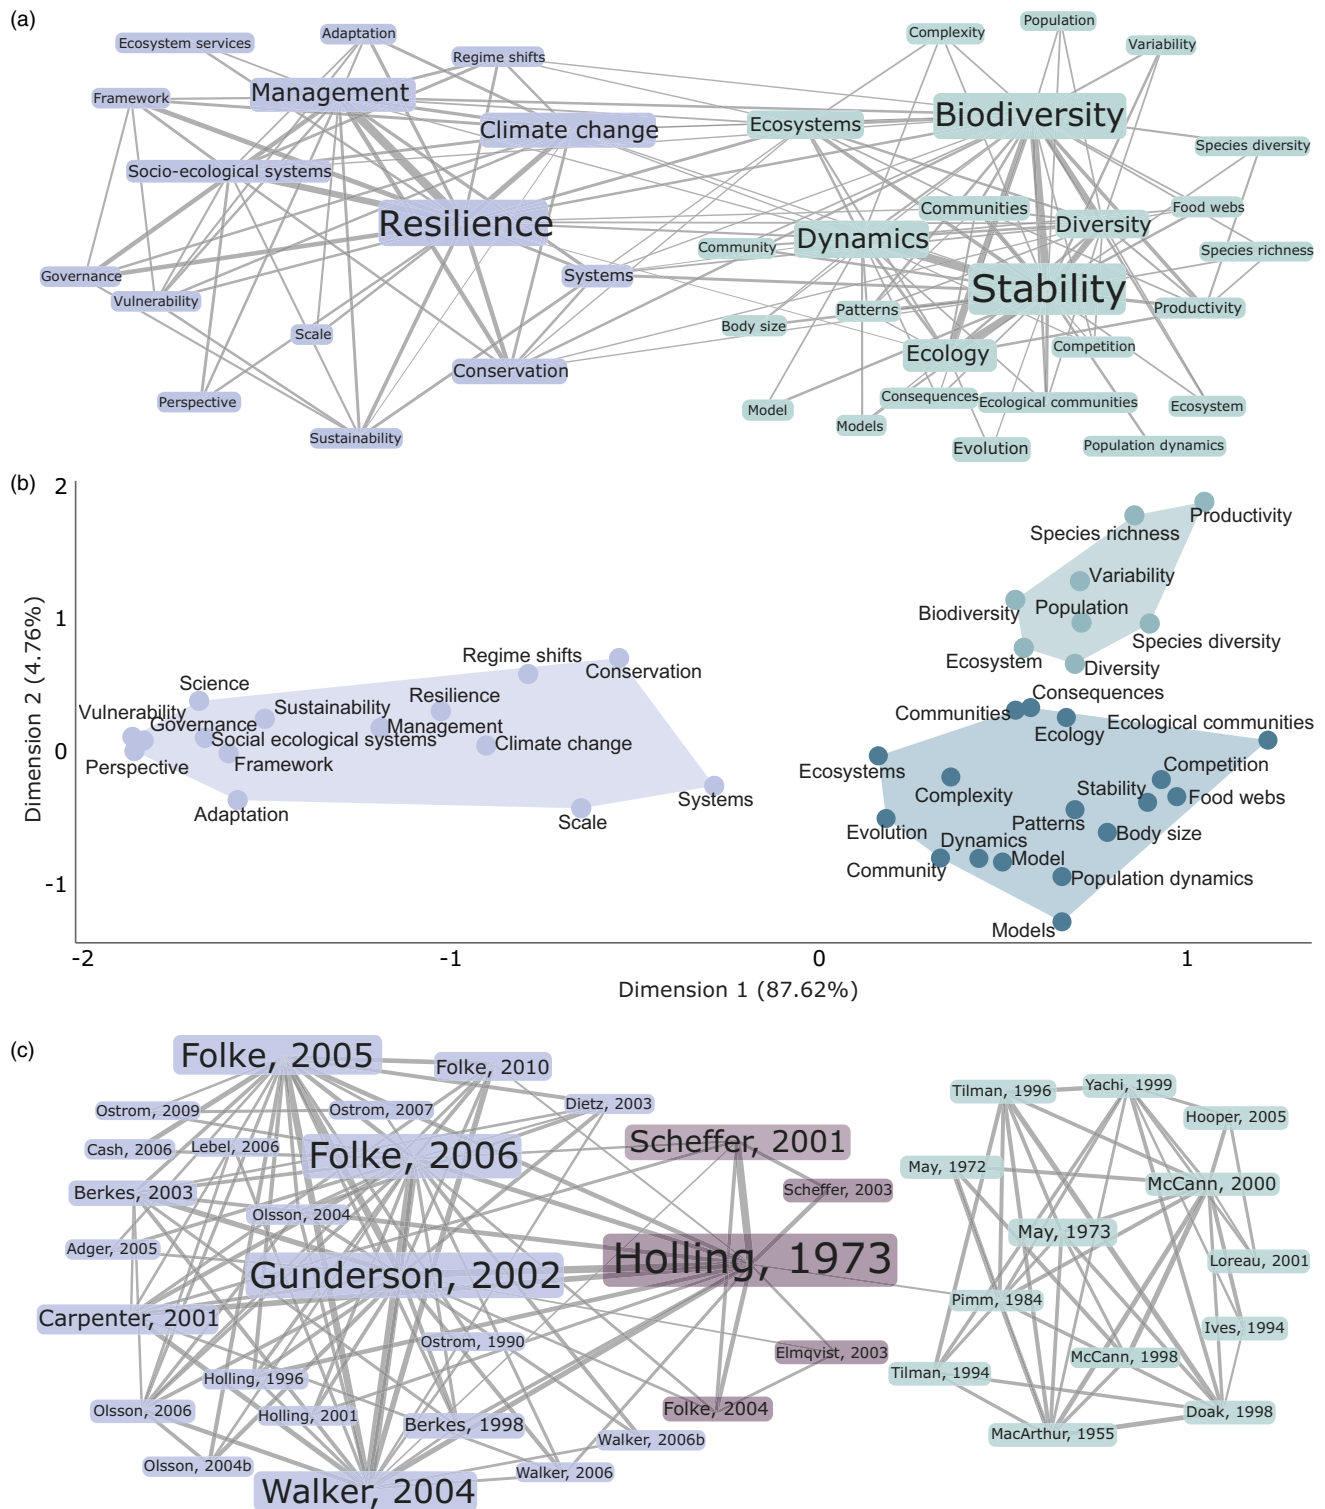 (a)
Population
Complexity
Adaptation
Ecosystem services
Variability
Regime shifts
Management
Framework
Biodiversity
Ecosystems
Climate change
Species diversity
Socio-ecological systems
Communities
Food webs
Resilience
Diversity
Dynamics
Community
Species richness
Governance
Systems
Stability
Vulnerability
Patterns
Productivity
Body size
Scale
Competition
Ecology
Conservation
Consequences
Ecological communities
Perspective
Model
Ecosystem
Models
Sustainability
Evolution
Population dynamics
(b)
2
1
0
-1
Dimension 2 (4.76%)
Productivity
Species richness
Variability
Biodiversity
Population
Species diversity
Ecosystem
Diversity
Regime shifts
Conservation
Science
Resilience
Consequences
Vulnerability
Sustainability
Communities
Ecological communities
Governance
Management
Ecology
Social ecological systems
Climate change
Perspective
Framework
Ecosystems
Competition
Complexity
Stability
Systems
Food webs
Adaptation
Scale
Evolution
Patterns
Body size
Dynamics
Community
Model
Population dynamics
Models
-2
-1
0
1
Dimension 1 (87.62%)
(c)
Folke, 2005
Folke, 2010
Tilman, 1996
Yachi, 1999
Ostrom, 2009
Ostrom, 2007
Dietz, 2003
Hooper, 2005
Cash, 2006
Lebel, 2006
Folke, 2006
Scheffer, 2001
May, 1972
Berkes, 2003
Scheffer, 2003
McCann, 2000
Olsson, 2004
May, 1973
Adger, 2005
Holling, 1973
Loreau, 2001
Gunderson, 2002
Pimm, 1984
Carpenter, 2001
Ives, 1994
Ostrom, 1990
Elmqvist, 2003
McCann, 1998
Holling, 1996
Tilman, 1994
Olsson, 2006
Holling, 2001
Folke, 2004
Berkes, 1998
Doak, 1998
Walker, 2006b
MacArthur, 1955
Olsson, 2004b
Walker, 2006
Walker, 2004